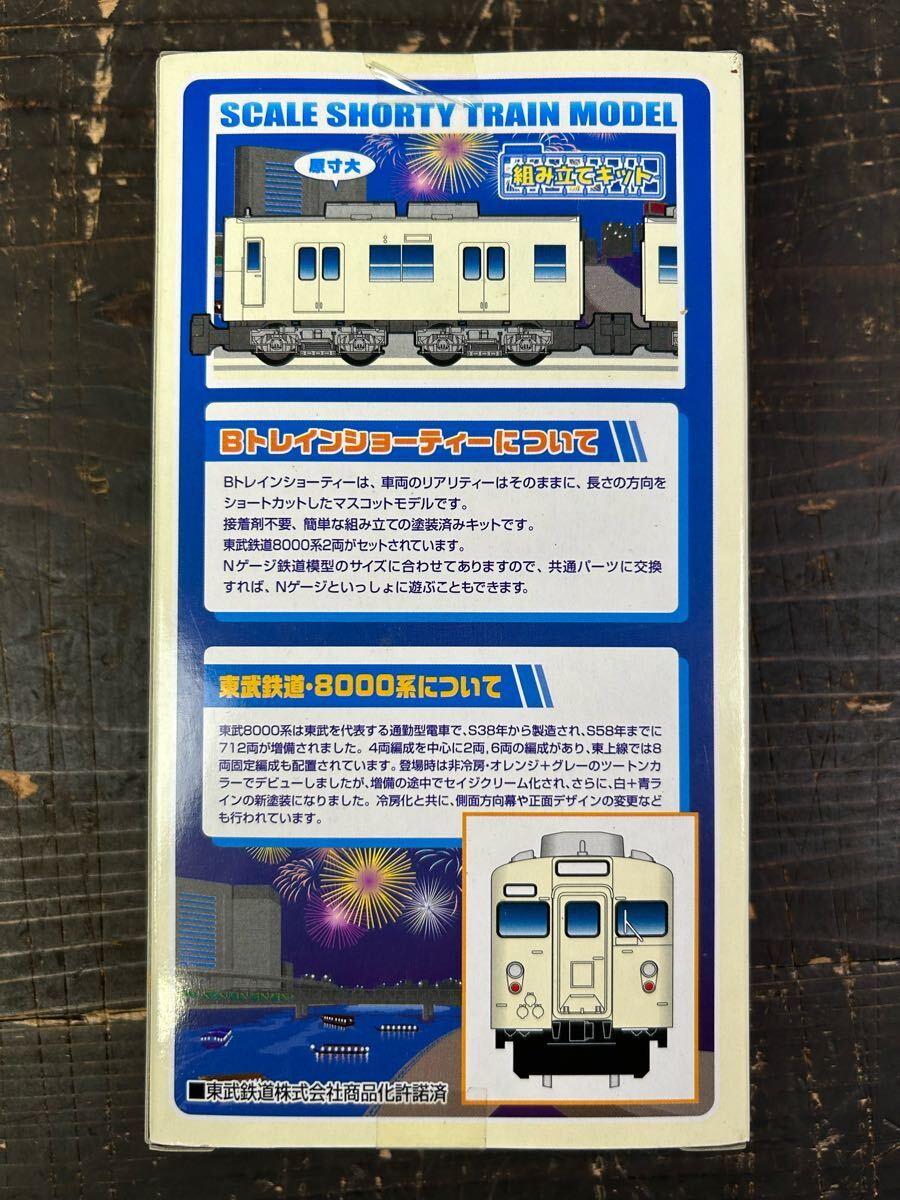 SCALE SHORTY TRAIN MODEL
原寸大
組み立てキット
Bトレインショーティーについて
Bトレインショーティーは、車両のリアリティーはそのままに、長さの方向を
ショートカットしたマスコットモデルです。
接着剤不要、簡単な組み立ての塗装済みキットです。
東武鉄道8000系2両がセットされています。
Nゲージ鉄道模型のサイズに合わせてありますので、共通パーツに交換
すれば、Nゲージといっしょに遊ぶこともできます。
東武鉄道・8000系について
東武8000系は東武を代表する通勤型電車で、S38年から製造され、S58年までに
712両が増備されました。4両編成を中心に2両,6両の編成があり、東上線では8
両固定編成も配置されています。登場時は非冷房・オレンジ+グレーのツートンカ
ラーでデビューしましたが、増備の途中でセイジクリーム化され、さらに、白+青ラ
インの新塗装になりました。冷房化と共に、側面方向幕や正面デザインの変更など
も行われています。
■東武鉄道株式会社商品化許諾済